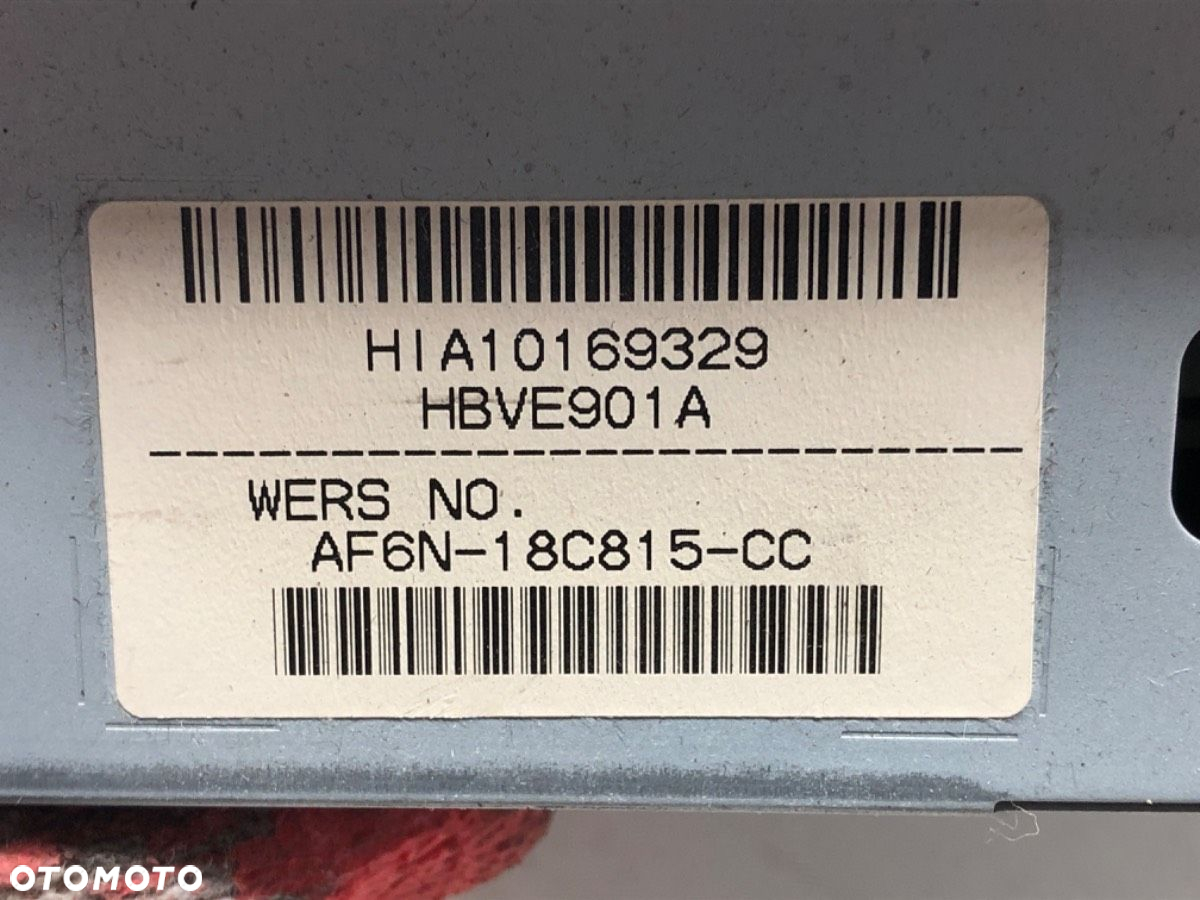 HIA10169329
HBVE901A
WERS NO.
AF6N-18C815-CC
OTOMOTO